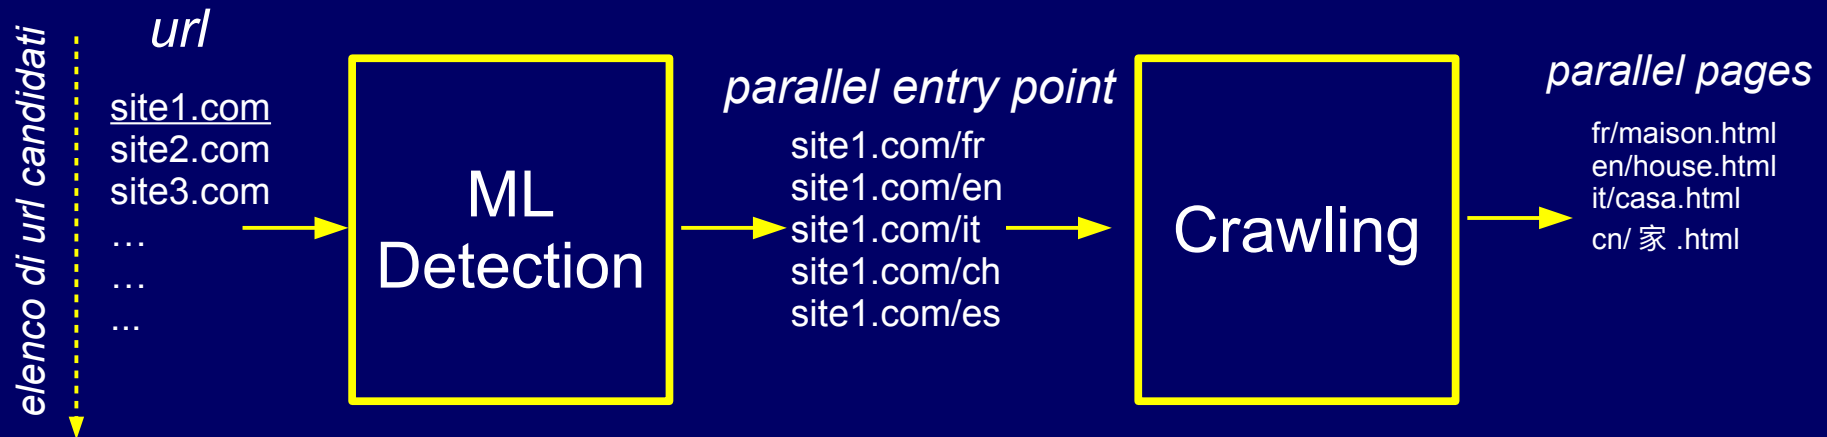 elenco di url candidati
url
site1.com
site2.com
site3.com
…
…
...
ML
Detection
parallel entry point
site1.com/fr
site1.com/en
site1.com/it
site1.com/ch
site1.com/es
Crawling
parallel pages
fr/maison.html
en/house.html
it/casa.html
cn/ 家 .html